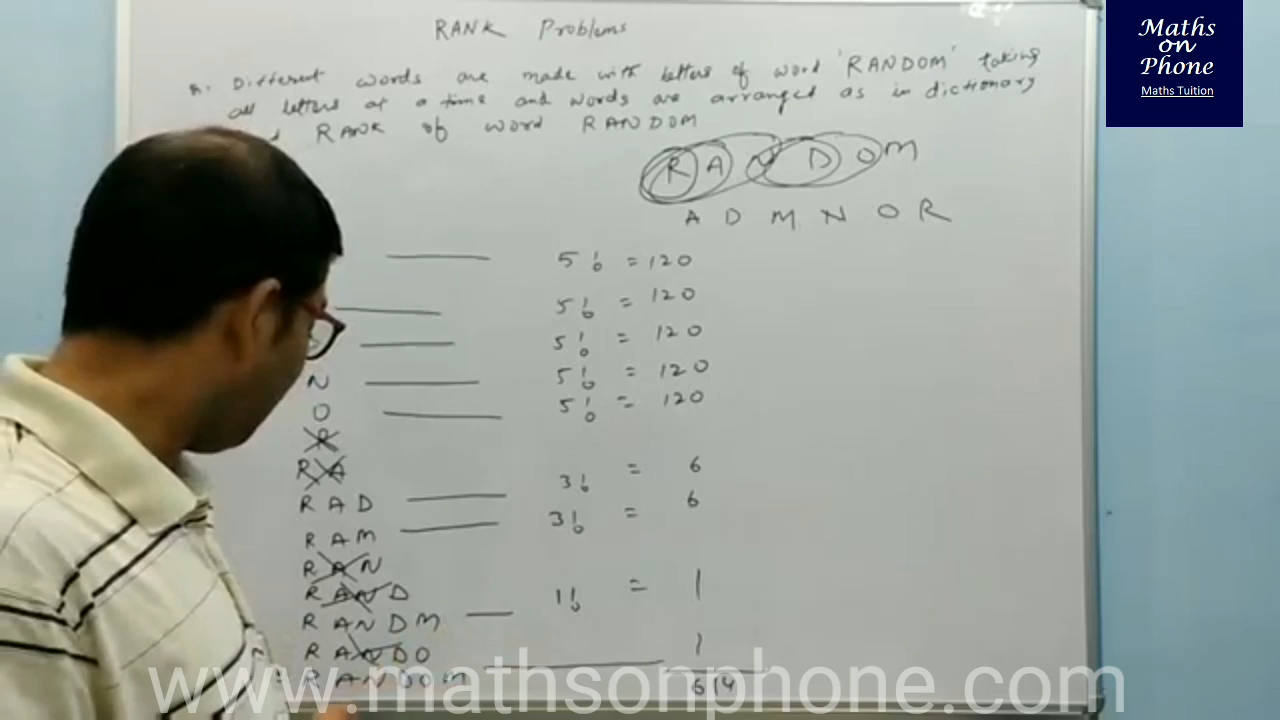 RANK Problems
Maths
on
Phone
Maths Tuition
Different words are made with letters of word 'RANDOM' taking
all letters at a time and words are arranged as in dictionary
RANK of word RANDOM
R A N D O M
A D M N O R
5! = 120
5! = 120
5! = 120
N 5! = 120
O 5! = 120
R
R A
R A D 3! = 6
R A M 3! = 6
R A N
R A N D
R A N D M 1! = 1
R A N D O
R A N D O M 1
614
www.mathsonphone.com